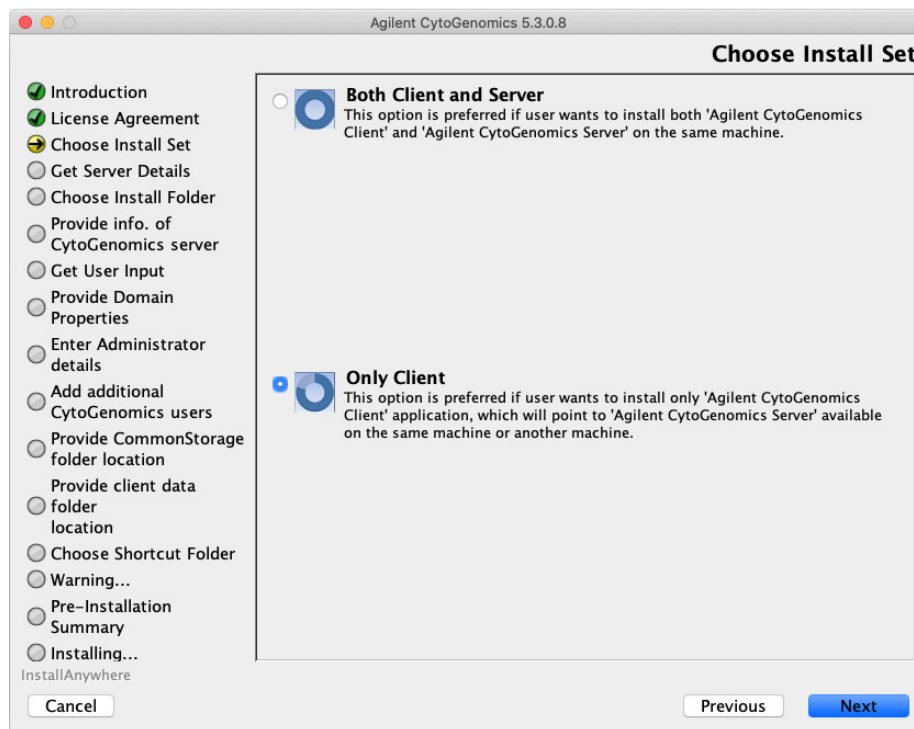 Agilent CytoGenomics 5.3.0.8
Choose Install Set
Introduction
License Agreement
Choose Install Set
Get Server Details
Choose Install Folder
Provide info. of
CytoGenomics server
Get User Input
Provide Domain
Properties
Enter Administrator
details
Add additional
CytoGenomics users
Provide CommonStorage
folder location
Provide client data
folder
location
Choose Shortcut Folder
Warning...
Pre-Installation
Summary
Installing...
Both Client and Server
This option is preferred if user wants to install both 'Agilent CytoGenomics
Client' and 'Agilent CytoGenomics Server' on the same machine.
Only Client
This option is preferred if user wants to install only 'Agilent CytoGenomics
Client' application, which will point to 'Agilent CytoGenomics Server' available
on the same machine or another machine.
InstallAnywhere
Cancel
Previous
Next